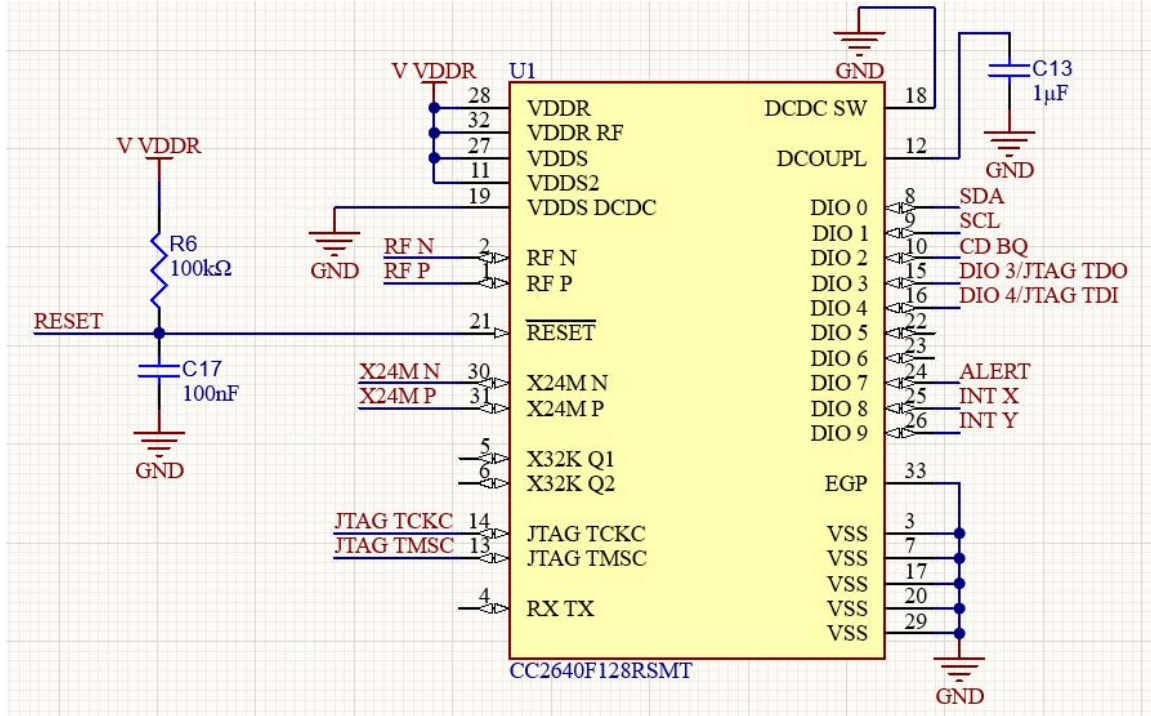 GND
C13
1µF
GND
V VDDR
U1
28 VDDR
32 VDDR RF
27 VDDS
11 VDDS2
19 VDDS DCDC
GND
DCDC SW 18
DCOUPL 12
V VDDR
R6
100kΩ
RESET
C17
100nF
GND
RF N 2 RF N
RF P 1 RF P
21 RESET
X24M N 30 X24M N
X24M P 31 X24M P
5 X32K Q1
6 X32K Q2
JTAG TCKC 14 JTAG TCKC
JTAG TMSC 13 JTAG TMSC
4 RX TX
DIO 0 8 SDA
DIO 1 9 SCL
DIO 2 10 CD BQ
DIO 3 15 DIO 3/JTAG TDO
DIO 4 16 DIO 4/JTAG TDI
DIO 5 22
DIO 6 23
DIO 7 24 ALERT
DIO 8 25 INT X
DIO 9 26 INT Y
EGP 33
VSS 3
VSS 7
VSS 17
VSS 20
VSS 29
GND
CC2640F128RSMT